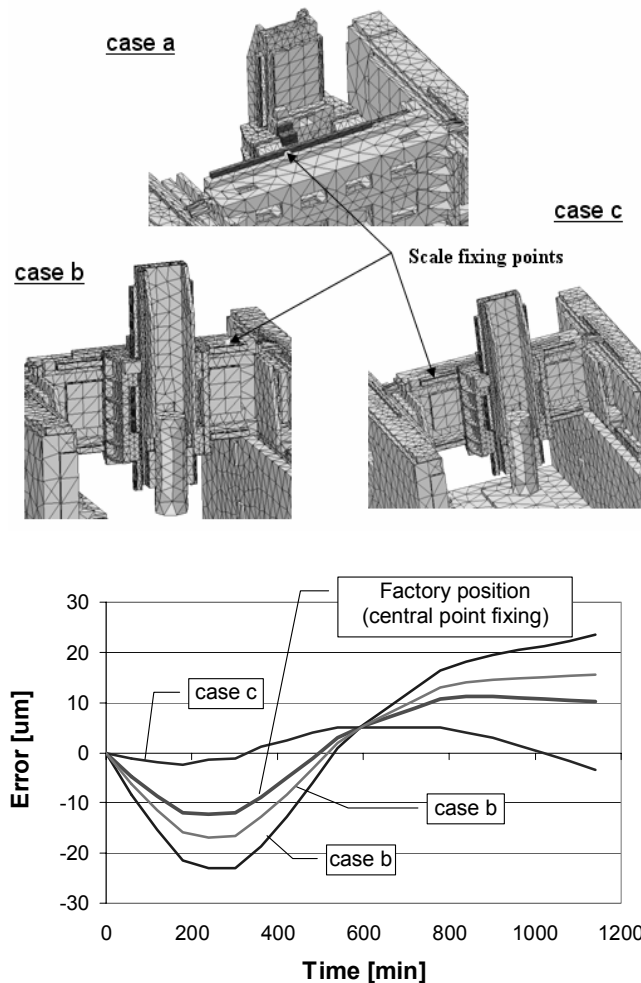 case a
case c
Scale fixing points
case b
Factory position
(central point fixing)
30
20
10
0
-10
-20
-30
case c
case b
case b
Error [um]
0 200 400 600 800 1000 1200
Time [min]